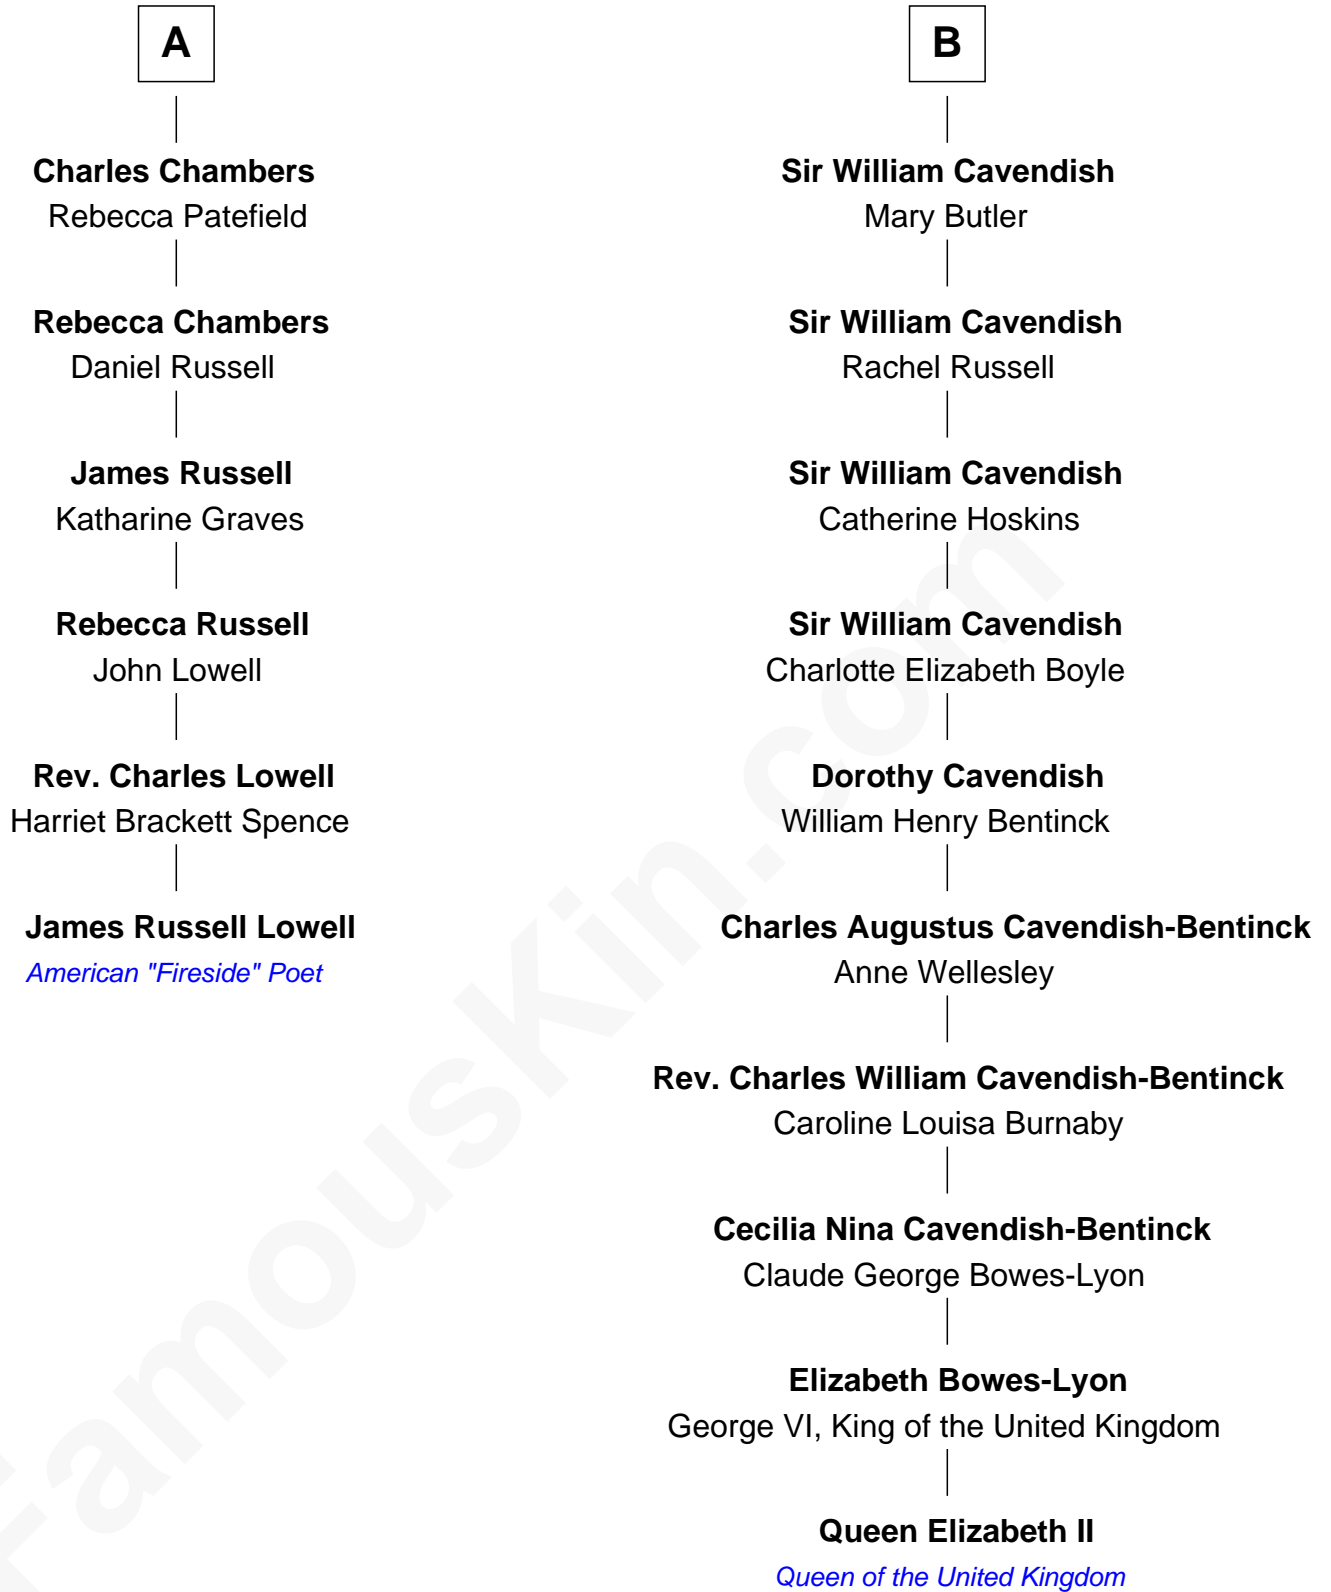 A
Charles Chambers
Rebecca Patefield
Rebecca Chambers
Daniel Russell
James Russell
Katharine Graves
Rebecca Russell
John Lowell
Rev. Charles Lowell
Harriet Brackett Spence
James Russell Lowell
American "Fireside" Poet
B
Sir William Cavendish
Mary Butler
Sir William Cavendish
Rachel Russell
Sir William Cavendish
Catherine Hoskins
Sir William Cavendish
Charlotte Elizabeth Boyle
Dorothy Cavendish
William Henry Bentinck
Charles Augustus Cavendish-Bentinck
Anne Wellesley
Rev. Charles William Cavendish-Bentinck
Caroline Louisa Burnaby
Cecilia Nina Cavendish-Bentinck
Claude George Bowes-Lyon
Elizabeth Bowes-Lyon
George VI, King of the United Kingdom
Queen Elizabeth II
Queen of the United Kingdom
FamousKin.com